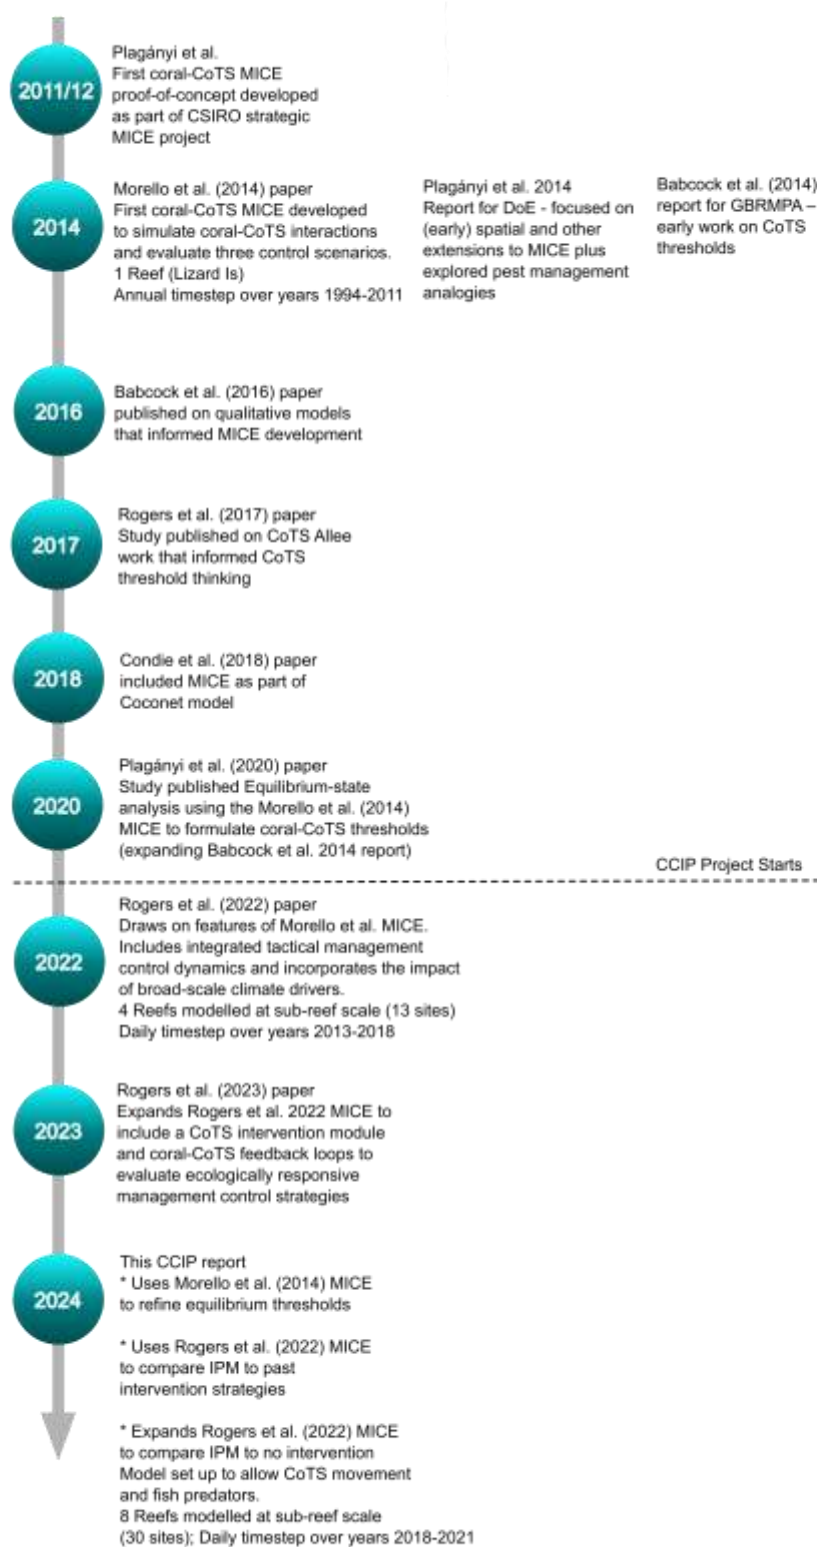 2011/12
Plagányi et al.
First coral-CoTS MICE
proof-of-concept developed
as part of CSIRO strategic
MICE project
2014
Morello et al. (2014) paper
First coral-CoTS MICE developed
to simulate coral-CoTS interactions
and evaluate three control scenarios.
1 Reef (Lizard Is)
Annual timestep over years 1994-2011
Plagányi et al. 2014
Report for DoE - focused on
(early) spatial and other
extensions to MICE plus
explored pest management
analogies
Babcock et al. (2014)
report for GBRMPA –
early work on CoTS
thresholds
2016
Babcock et al. (2016) paper
published on qualitative models
that informed MICE development
2017
Rogers et al. (2017) paper
Study published on CoTS Allee
work that informed CoTS
threshold thinking
2018
Condie et al. (2018) paper
included MICE as part of
Coconet model
2020
Plagányi et al. (2020) paper
Study published Equilibrium-state
analysis using the Morello et al. (2014)
MICE to formulate coral-CoTS thresholds
(expanding Babcock et al. 2014 report)
CCIP Project Starts
2022
Rogers et al. (2022) paper
Draws on features of Morello et al. MICE.
Includes integrated tactical management
control dynamics and incorporates the impact
of broad-scale climate drivers.
4 Reefs modelled at sub-reef scale (13 sites)
Daily timestep over years 2013-2018
2023
Rogers et al. (2023) paper
Expands Rogers et al. 2022 MICE to
include a CoTS intervention module
and coral-CoTS feedback loops to
evaluate ecologically responsive
management control strategies
2024
This CCIP report
* Uses Morello et al. (2014) MICE
to refine equilibrium thresholds
* Uses Rogers et al. (2022) MICE
to compare IPM to past
intervention strategies
* Expands Rogers et al. (2022) MICE
to compare IPM to no intervention
Model set up to allow CoTS movement
and fish predators.
8 Reefs modelled at sub-reef scale
(30 sites); Daily timestep over years 2018-2021